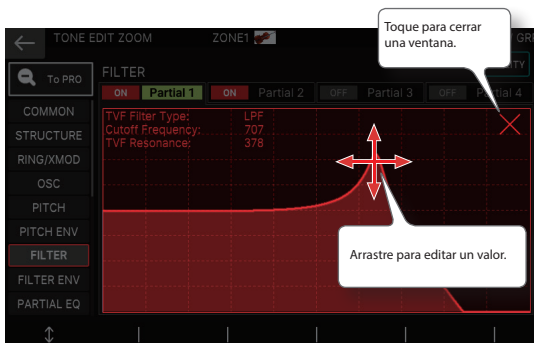 TONE EDIT ZOOM ZONE1
Toque para cerrar
una ventana.
To PRO
FILTER
ON Partial 1 ON Partial 2 OFF Partial 3 OFF Partial 4
COMMON
STRUCTURE
RING/XMOD
OSC
PITCH
PITCH ENV
FILTER
FILTER ENV
PARTIAL EQ
TVF Filter Type: LPF
Cutoff Frequency: 707
TVF Resonance: 378
Arrastre para editar un valor.